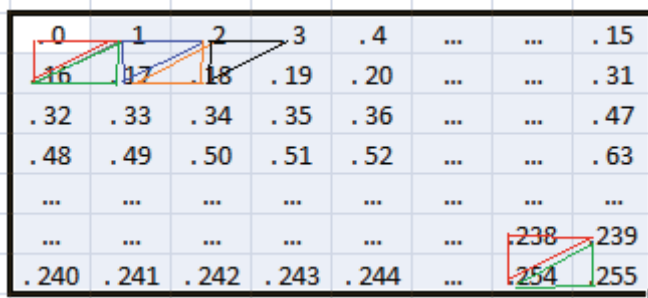 . 0 1 .2 . 3 . 4 ... ... . 15
.16 .17 .18 . 19 . 20 ... ... . 31
. 32 . 33 . 34 . 35 . 36 ... ... . 47
. 48 . 49 . 50 . 51 . 52 ... ... . 63
... ... ... ... ... ... ... ...
... ... ... ... ... ... .238 .239
. 240 . 241 . 242 . 243 . 244 ... .254 .255